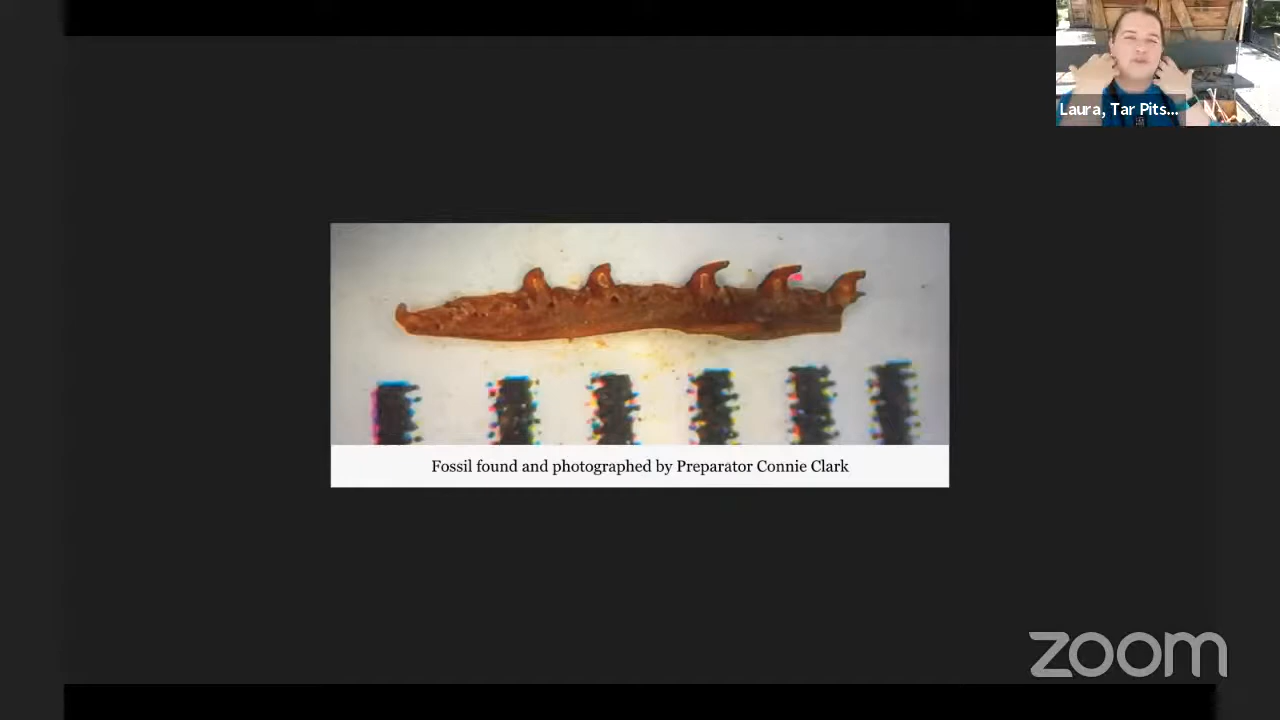 Laura, Tar Pits...
Fossil found and photographed by Preparator Connie Clark
zoom